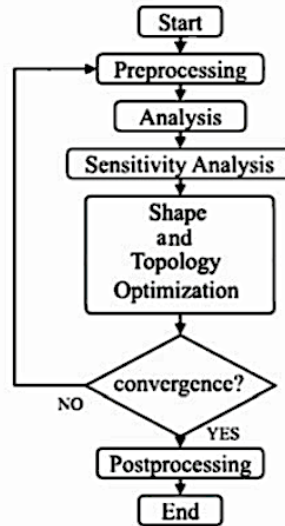 Start
Preprocessing
Analysis
Sensitivity Analysis
Shape
and
Topology
Optimization
convergence?
NO
YES
Postprocessing
End